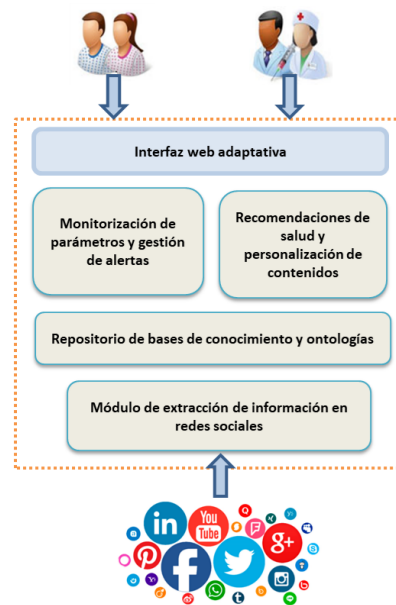 Interfaz web adaptativa
Monitorización de
parámetros y gestión
de alertas
Recomendaciones de
salud y
personalización de
contenidos
Repositorio de bases de conocimiento y ontologías
Módulo de extracción de información en
redes sociales
in
You
Tube
g+